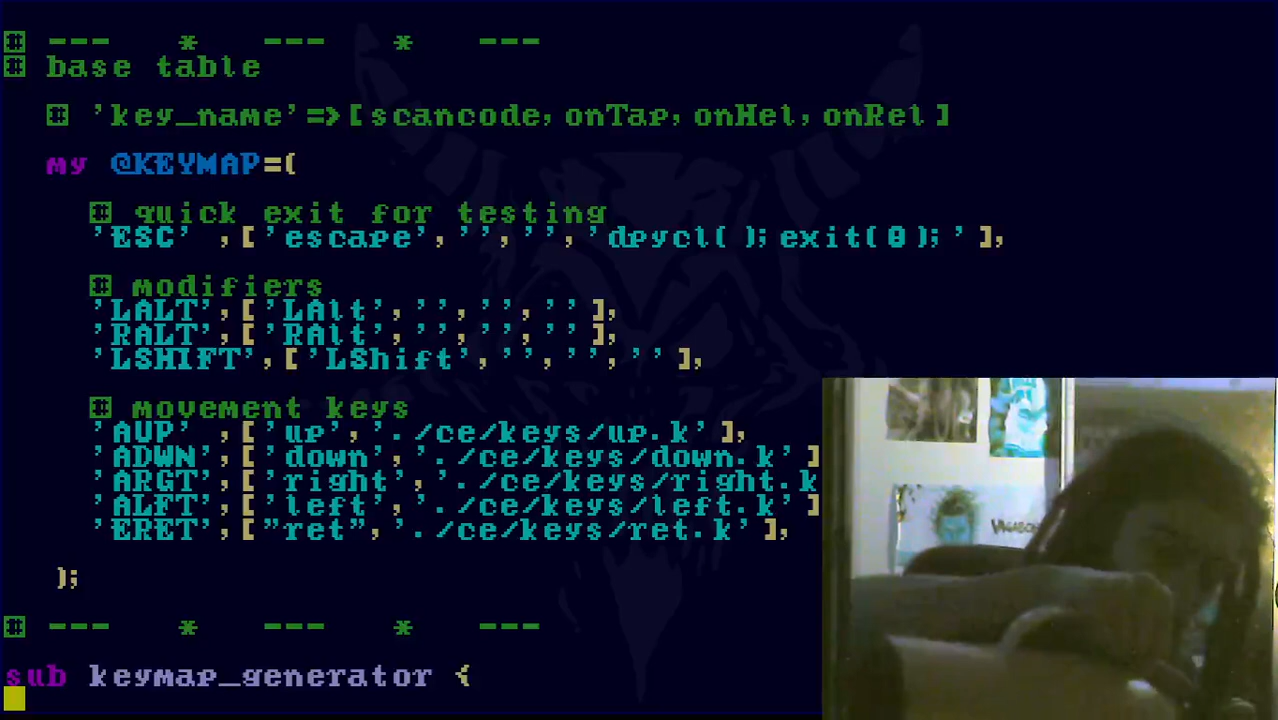 # --- * --- * ---
# base table
# 'key_name'=>[scancode,onTap,onHel,onRel]
my @KEYMAP=(
# quick exit for testing
'ESC' ,['escape','','','dpycl();exit(0);'],
# modifiers
'LALT',['LAlt','','',''],
'RALT',['RAlt','','',''],
'LSHIFT',['LShift','','',''],
# movement keys
'AUP' ,['up','./ce/keys/up.k'],
'ADWN',['down','./ce/keys/down.k']
'ARGT',['right','./ce/keys/right.k
'ALFT',['left','./ce/keys/left.k']
'ERET',["ret",'./ce/keys/ret.k'],
);
# --- * --- * ---
sub keymap_generator {